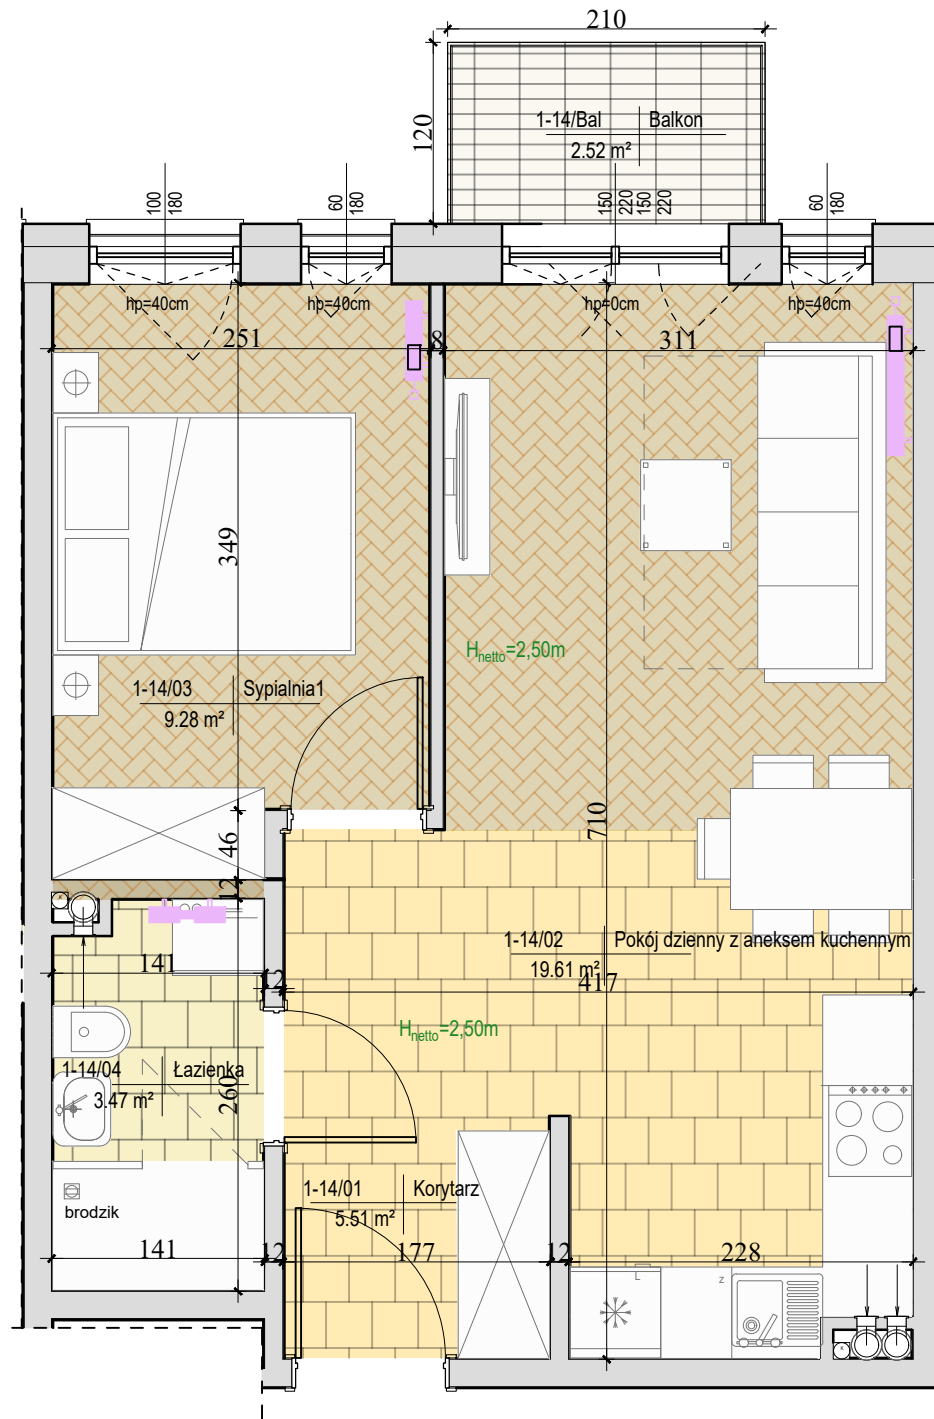 210
120
1-14/Bal Balkon
2.52 m²
100
180
60
180
150
220
150
220
60
180
hp=40cm
hp=40cm
hp=0cm
hp=40cm
251
8
311
349
Hnetto=2,50m
1-14/03 Sypialnia1
9.28 m²
710
46
12
1-14/02 Pokój dzienny z aneksem kuchennym
19.61 m²
141
12
417
Hnetto=2,50m
1-14/04 Łazienka
3.47 m²
260
1-14/01 Korytarz
5.51 m²
brodzik
141
12
177
12
228
L
Z